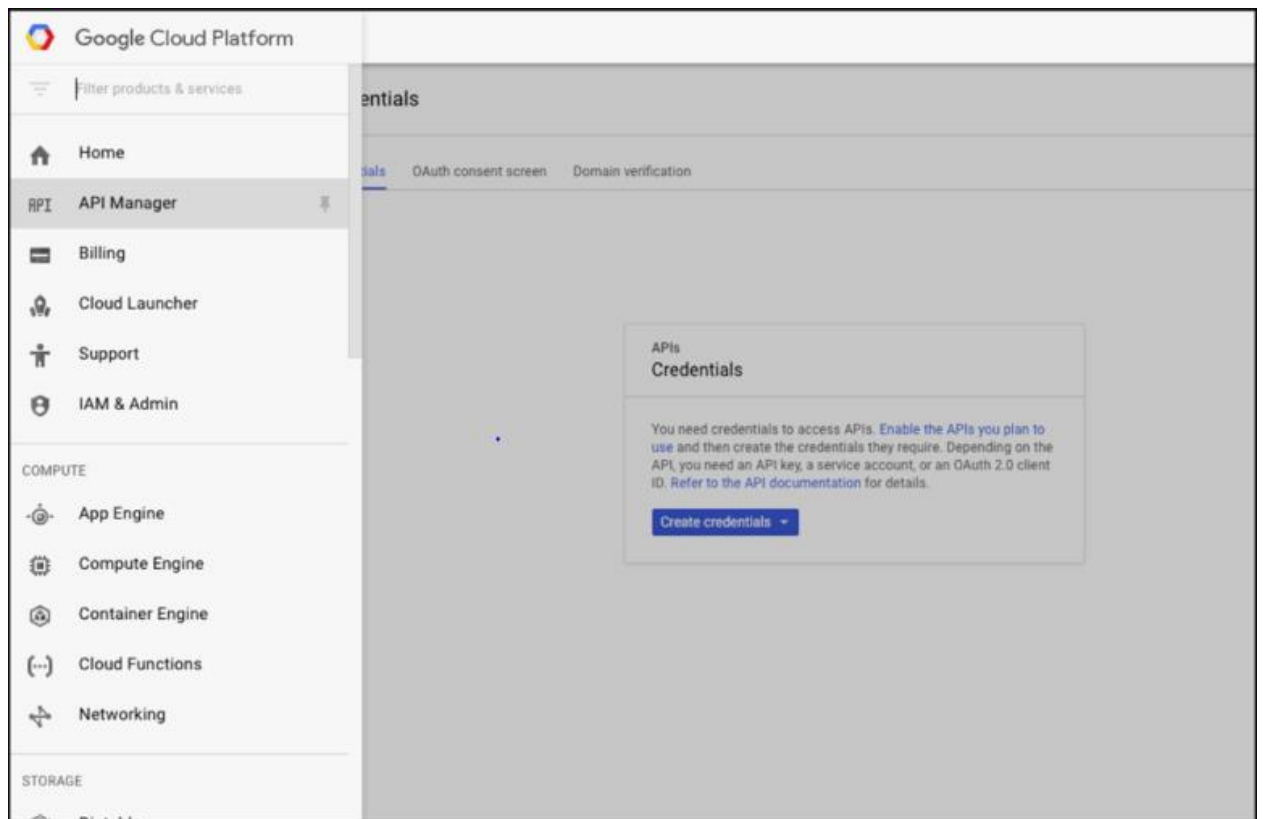 Google Cloud Platform
Filter products & services
Home
API API Manager
Billing
Cloud Launcher
Support
IAM & Admin
COMPUTE
App Engine
Compute Engine
Container Engine
Cloud Functions
Networking
STORAGE
entials
tials OAuth consent screen Domain verification
APIs
Credentials
You need credentials to access APIs. Enable the APIs you plan to
use and then create the credentials they require. Depending on the
API, you need an API key, a service account, or an OAuth 2.0 client
ID. Refer to the API documentation for details.
Create credentials